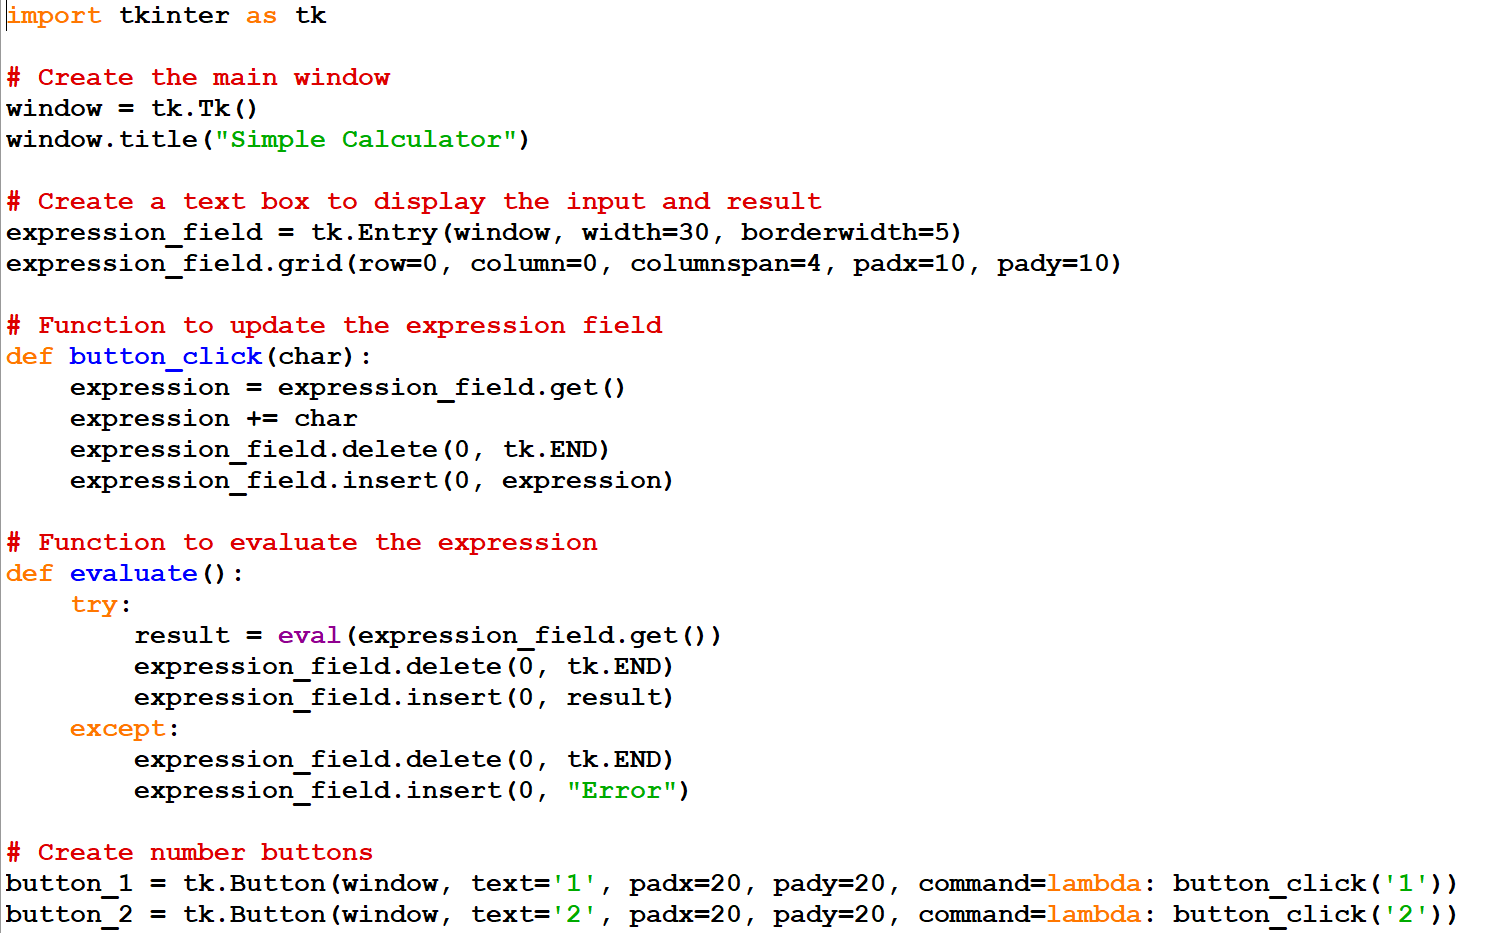 import tkinter as tk
# Create the main window
window = tk.Tk()
window.title("Simple Calculator")
# Create a text box to display the input and result
expression_field = tk.Entry(window, width=30, borderwidth=5)
expression_field.grid(row=0, column=0, columnspan=4, padx=10, pady=10)
# Function to update the expression field
def button_click(char):
    expression = expression_field.get()
    expression += char
    expression_field.delete(0, tk.END)
    expression_field.insert(0, expression)
# Function to evaluate the expression
def evaluate():
    try:
        result = eval(expression_field.get())
        expression_field.delete(0, tk.END)
        expression_field.insert(0, result)
    except:
        expression_field.delete(0, tk.END)
        expression_field.insert(0, "Error")
# Create number buttons
button_1 = tk.Button(window, text='1', padx=20, pady=20, command=lambda: button_click('1'))
button_2 = tk.Button(window, text='2', padx=20, pady=20, command=lambda: button_click('2'))